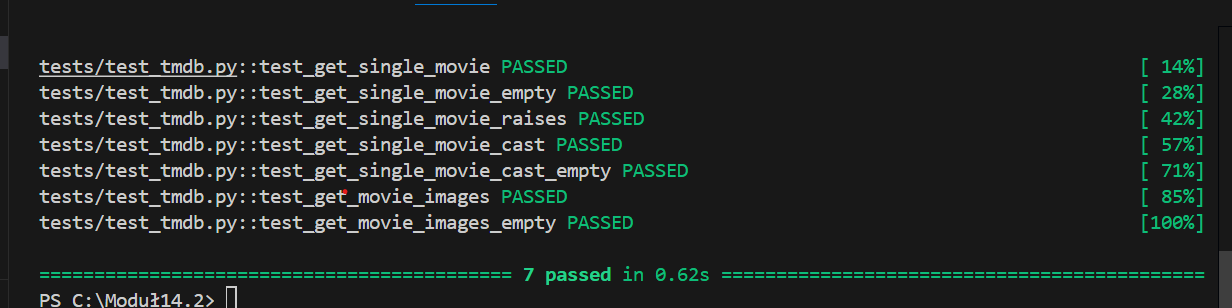 tests/test_tmdb.py::test_get_single_movie PASSED [ 14%]
tests/test_tmdb.py::test_get_single_movie_empty PASSED [ 28%]
tests/test_tmdb.py::test_get_single_movie_raises PASSED [ 42%]
tests/test_tmdb.py::test_get_single_movie_cast PASSED [ 57%]
tests/test_tmdb.py::test_get_single_movie_cast_empty PASSED [ 71%]
tests/test_tmdb.py::test_get_movie_images PASSED [ 85%]
tests/test_tmdb.py::test_get_movie_images_empty PASSED [100%]
=========================================== 7 passed in 0.62s ============================================
PS C:\Moduł14.2>